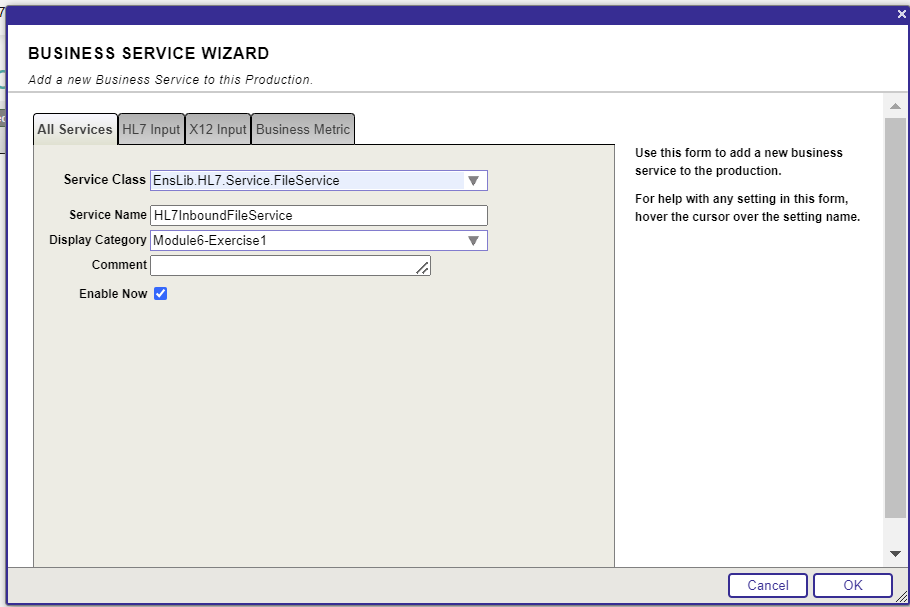 BUSINESS SERVICE WIZARD
Add a new Business Service to this Production.
All Services HL7 Input X12 Input Business Metric
Service Class EnsLib.HL7.Service.FileService
Service Name HL7InboundFileService
Display Category Module6-Exercise1
Comment
Enable Now
Use this form to add a new business
service to the production.
For help with any setting in this form,
hover the cursor over the setting name.
Cancel OK